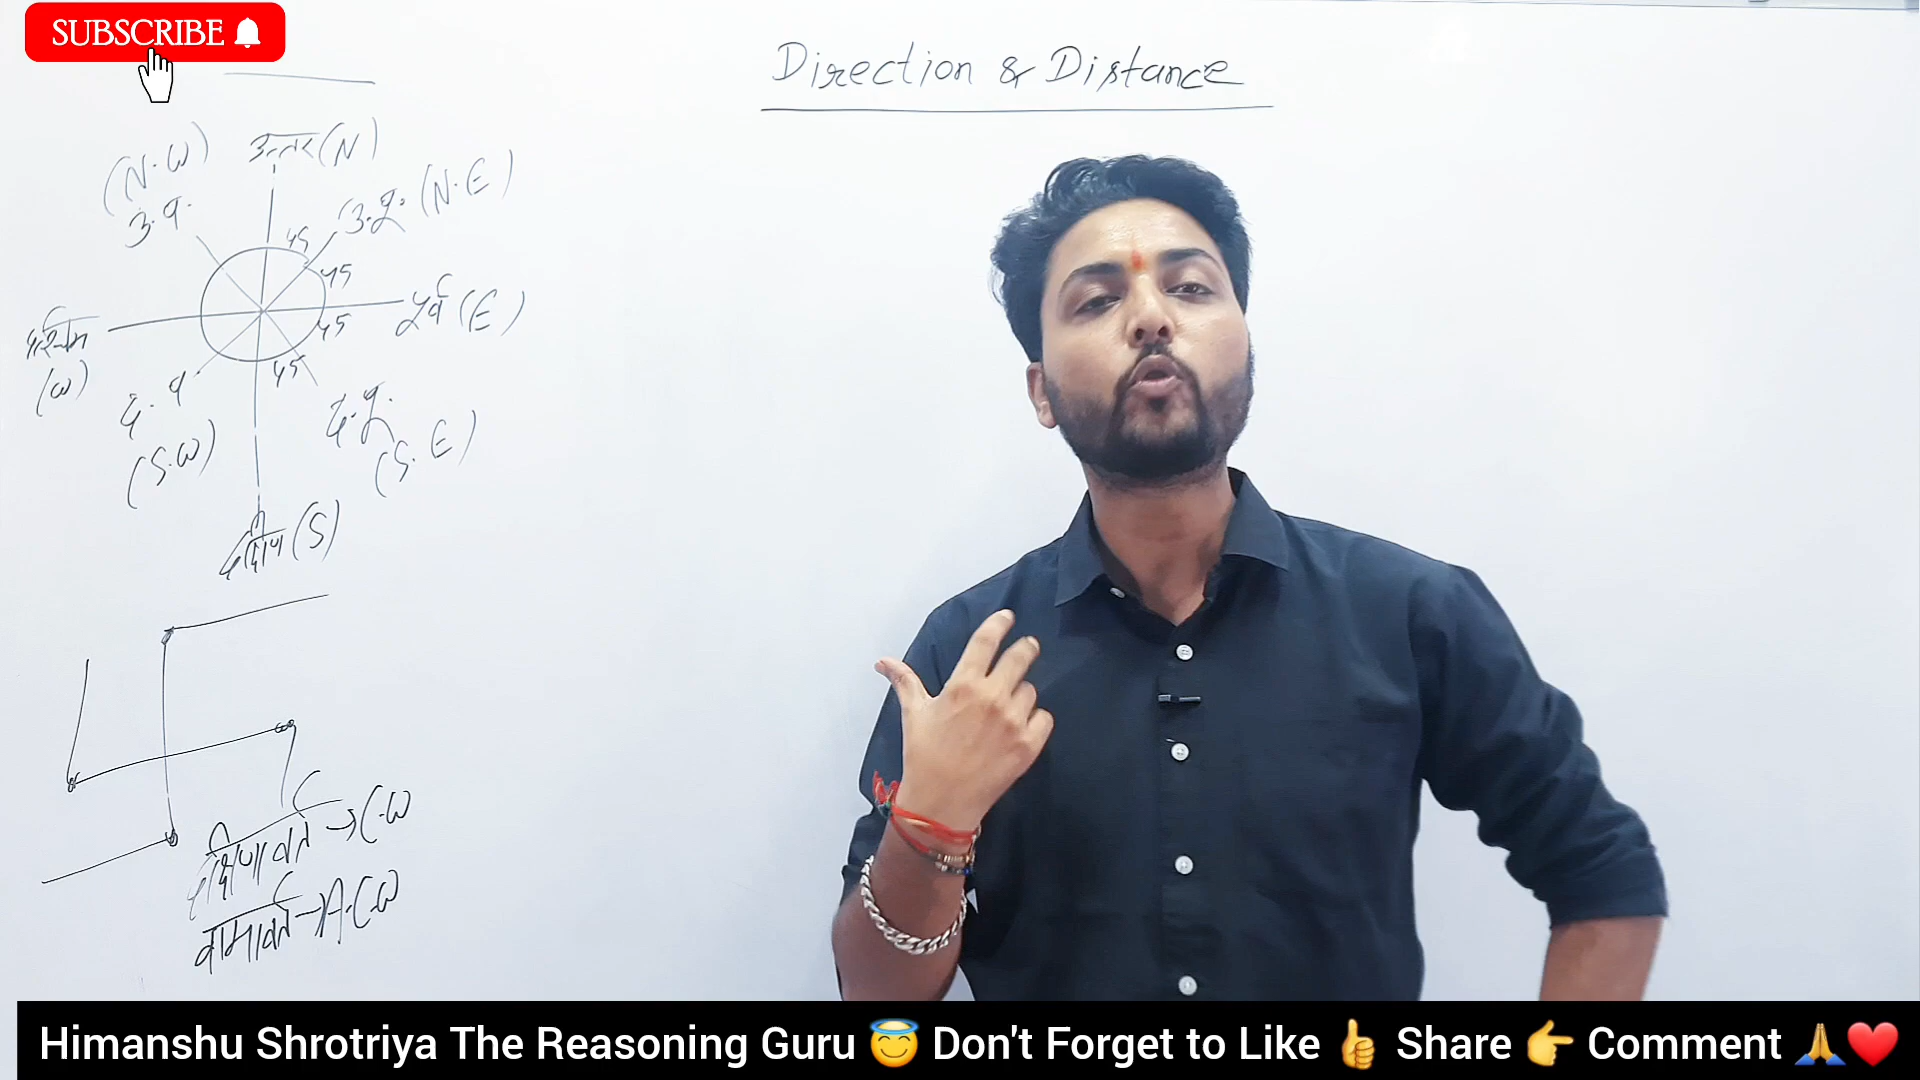 SUBSCRIBE
Direction & Distance
(N.W)
उत्तर (N)
उ.प.
उ.पू. (N.E)
45
45
पूर्व (E)
पश्चिम
(W)
45
45
द.प
(S.W)
द.पू.
(S.E)
दक्षिण (S)
दक्षिणावर्त → C.W
वामावर्त → A.C.W
Himanshu Shrotriya The Reasoning Guru 😇 Don't Forget to Like 👍 Share 👉 Comment 🙏❤️